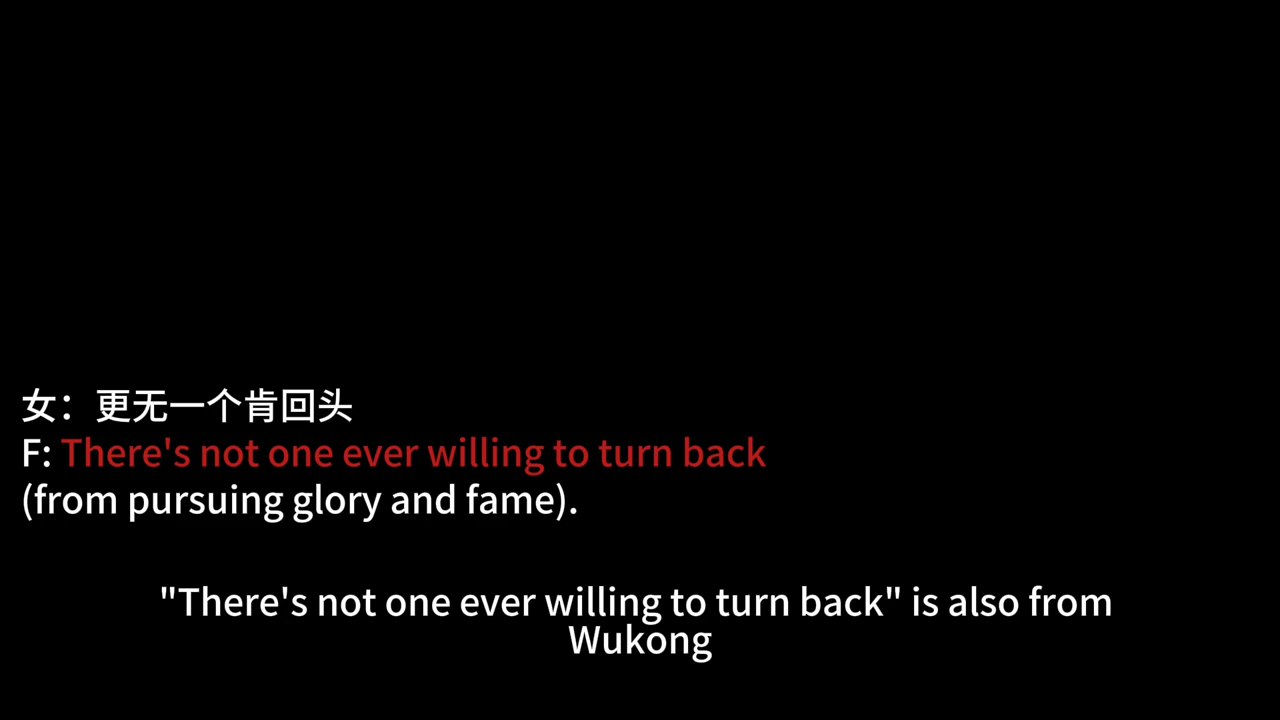 女：更无一个肯回头
F: There's not one ever willing to turn back
(from pursuing glory and fame).
"There's not one ever willing to turn back" is also from
Wukong